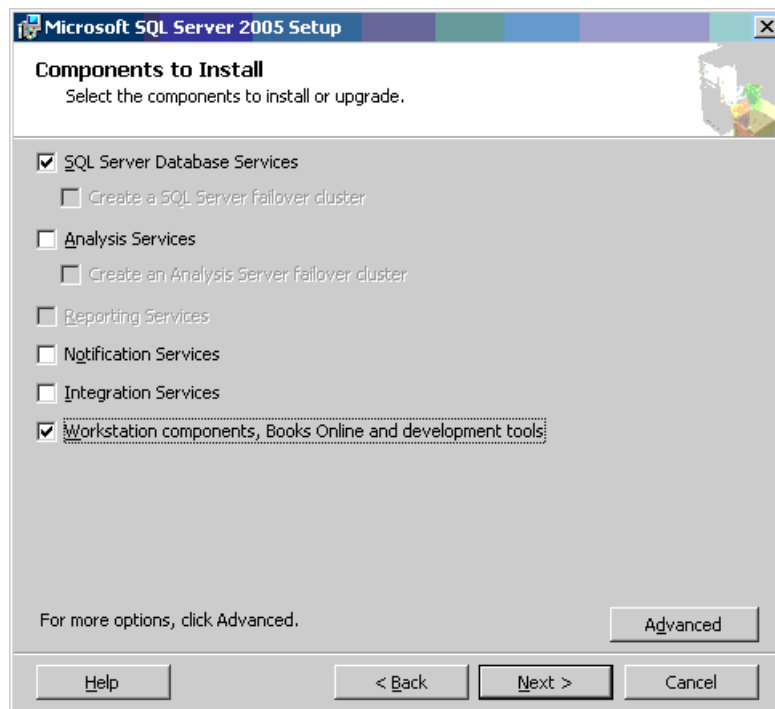 Microsoft SQL Server 2005 Setup
Components to Install
Select the components to install or upgrade.
SQL Server Database Services
Create a SQL Server failover cluster
Analysis Services
Create an Analysis Server failover cluster
Reporting Services
Notification Services
Integration Services
Workstation components, Books Online and development tools
For more options, click Advanced.
Advanced
Help
< Back
Next >
Cancel